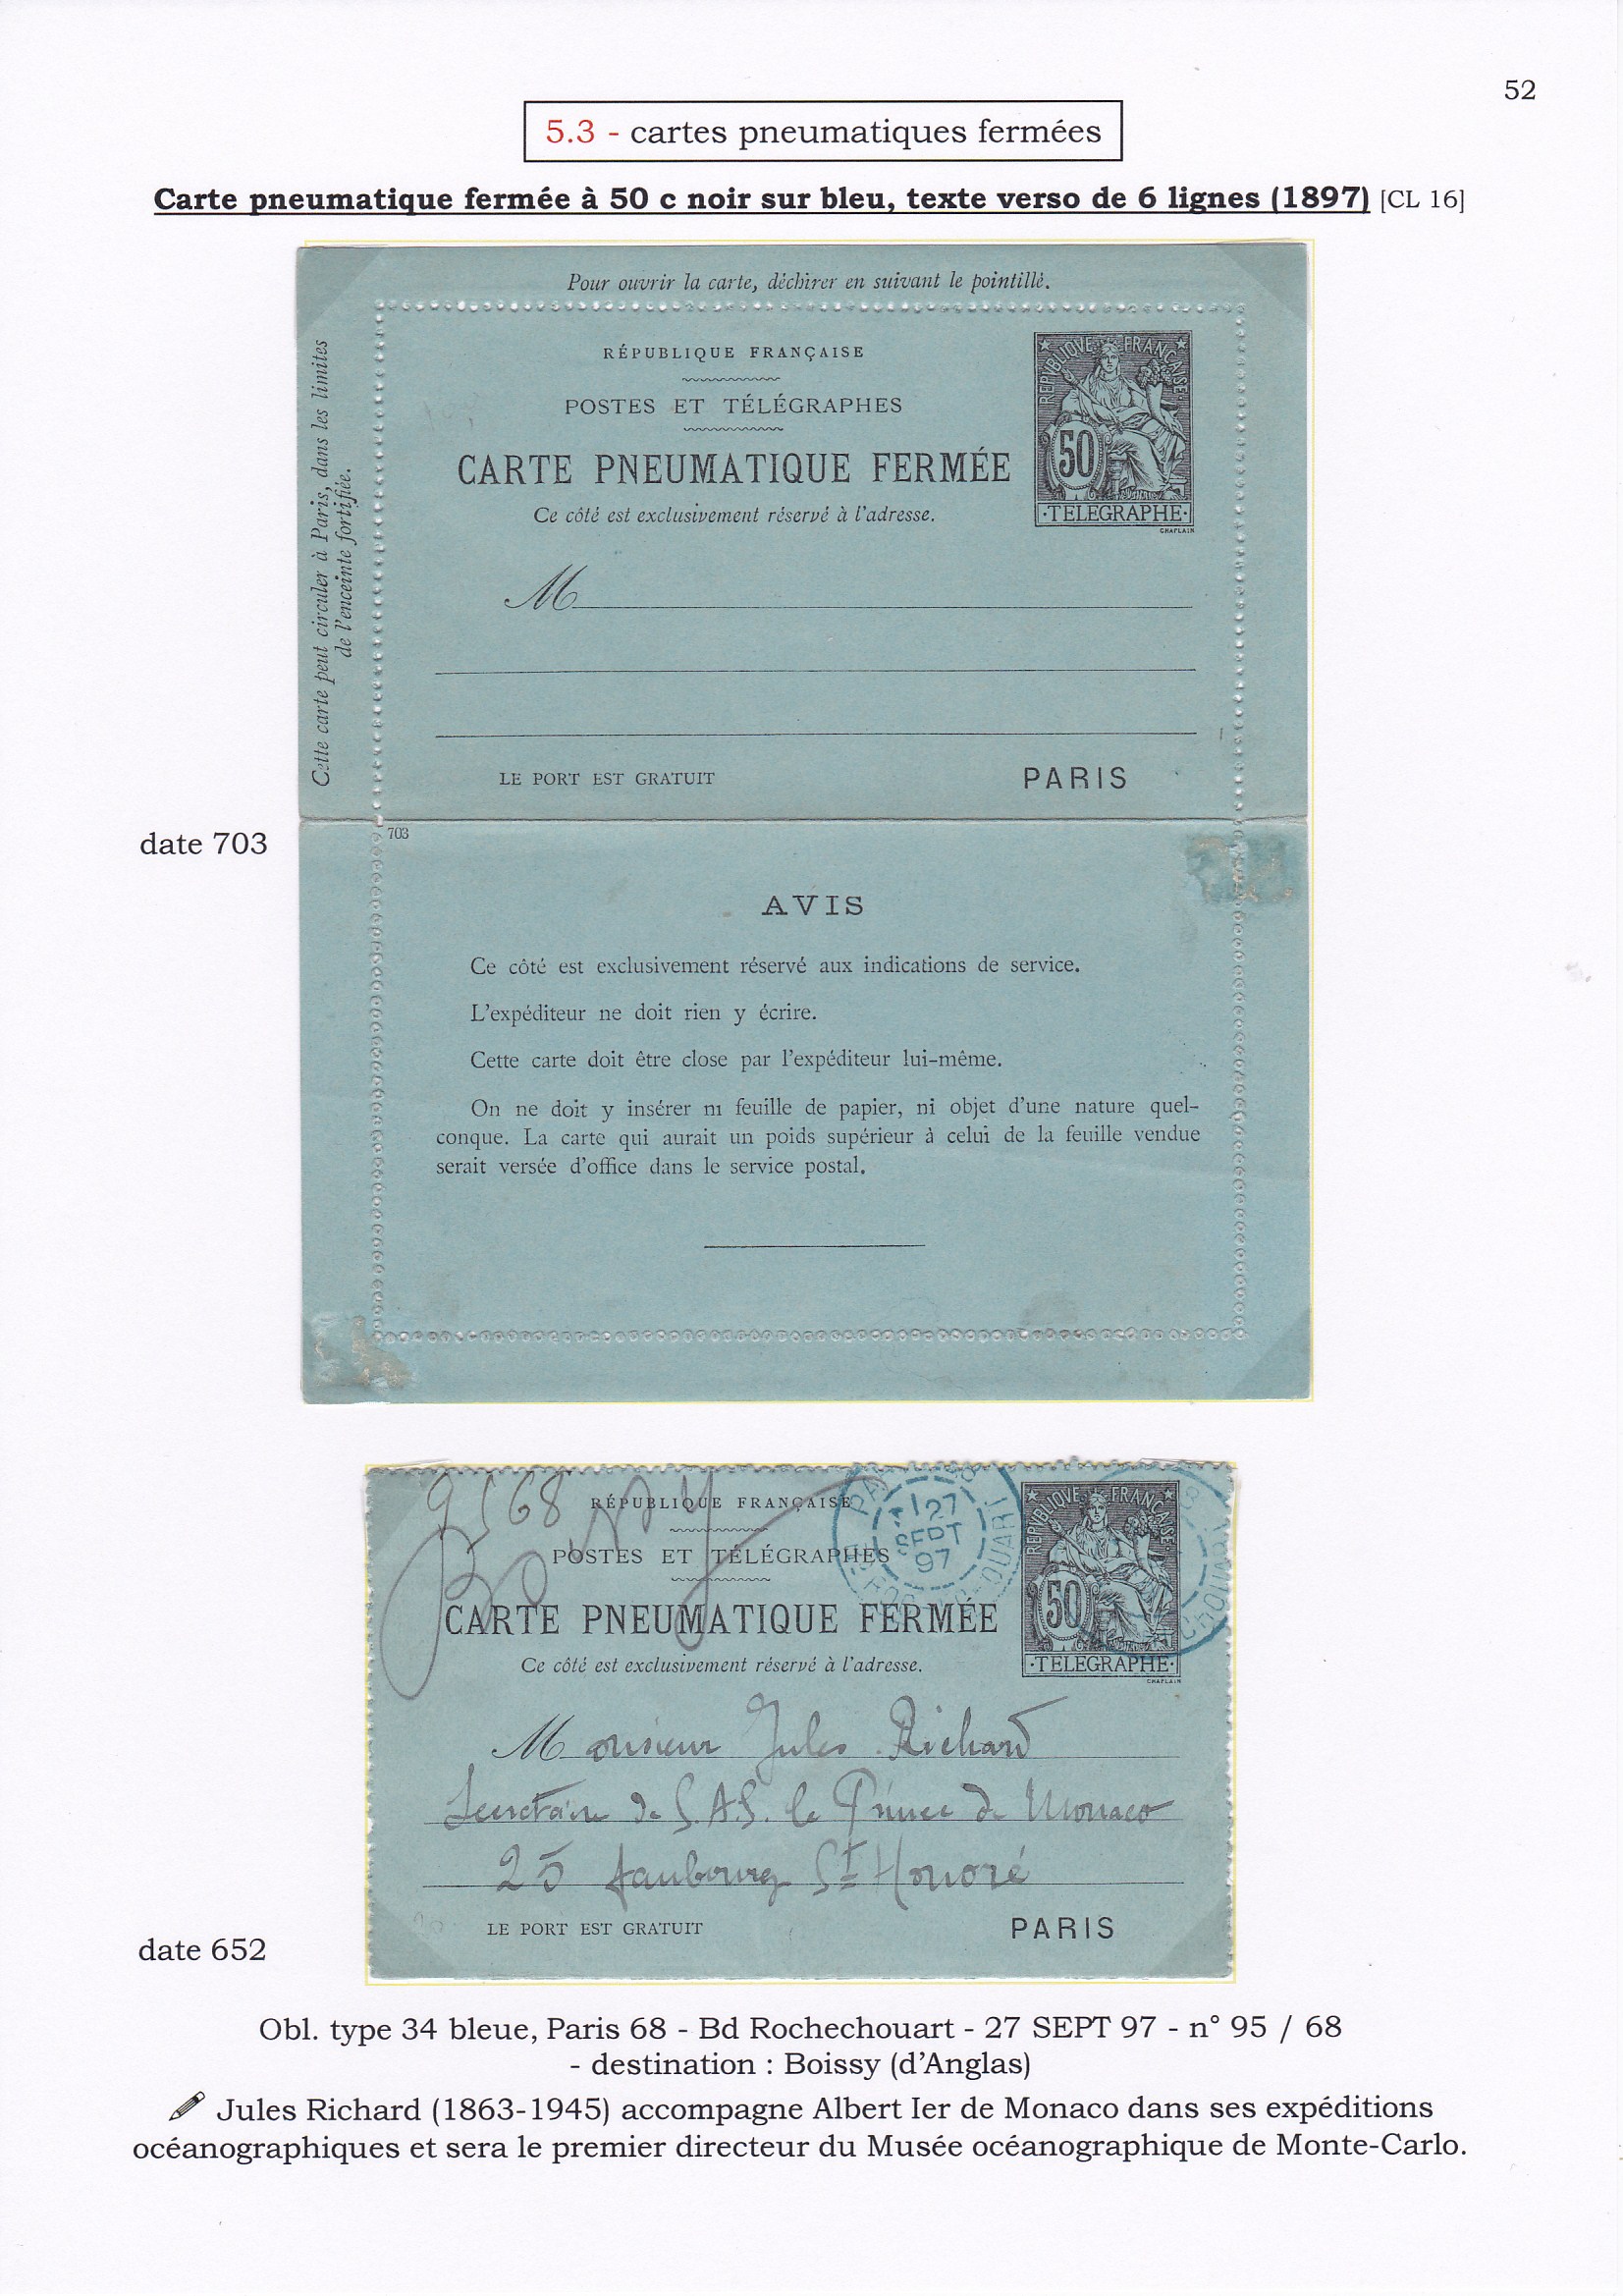 52
5.3 - cartes pneumatiques fermées
Carte pneumatique fermée à 50 c noir sur bleu, texte verso de 6 lignes (1897) [CL 16]
Pour ouvrir la carte, déchirer en suivant le pointillé.
Cette carte peut circuler à Paris, dans les limites
de l'enceinte fortifiée.
RÉPUBLIQUE FRANÇAISE
POSTES ET TÉLÉGRAPHES
CARTE PNEUMATIQUE FERMÉE
Ce côté est exclusivement réservé à l'adresse.
REPUBLIQUE FRANCAISE
50
·TELEGRAPHE·
CHAPLAIN
M
LE PORT EST GRATUIT
PARIS
date 703
703
AVIS
Ce côté est exclusivement réservé aux indications de service.
L'expéditeur ne doit rien y écrire.
Cette carte doit être close par l'expéditeur lui-même.
On ne doit y insérer ni feuille de papier, ni objet d'une nature quel-
conque. La carte qui aurait un poids supérieur à celui de la feuille vendue
serait versée d'office dans le service postal.
95/68
RÉPUBLIQUE FRANÇAISE
POSTES ET TÉLÉGRAPHES
CARTE PNEUMATIQUE FERMÉE
Ce côté est exclusivement réservé à l'adresse.
27
SEPT
97
REPUBLIQUE FRANCAISE
50
·TELEGRAPHE·
CHAPLAIN
Monsieur Jules Richard
Secrétaire de S.A.S. le Prince de Monaco
25 faubourg St Honoré
LE PORT EST GRATUIT
PARIS
date 652
Obl. type 34 bleue, Paris 68 - Bd Rochechouart - 27 SEPT 97 - n° 95 / 68
- destination : Boissy (d'Anglas)
Jules Richard (1863-1945) accompagne Albert Ier de Monaco dans ses expéditions
océanographiques et sera le premier directeur du Musée océanographique de Monte-Carlo.